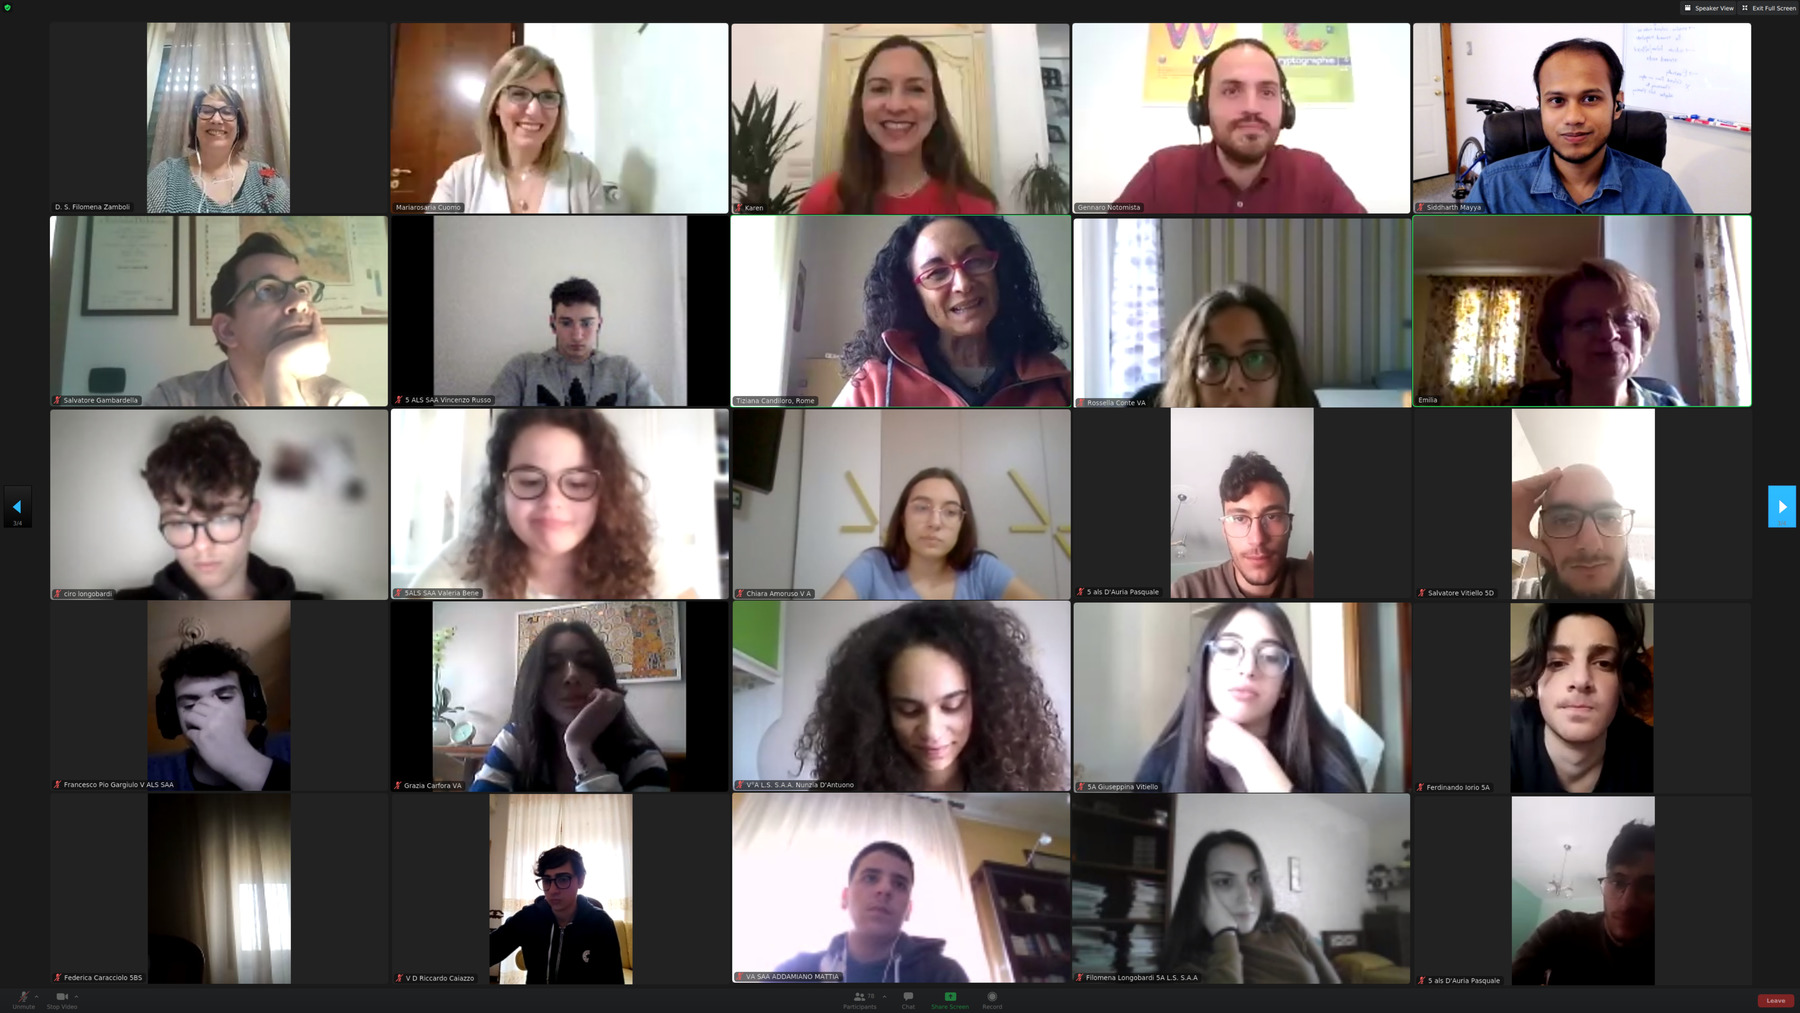 Speaker View
Exit Full Screen
D. S. Filomena Zamboli
Mariarosaria Cuomo
Karen
Gennaro Notomista
Siddharth Mayya
Salvatore Gambardella
5 ALS SAA Vincenzo Russo
Tiziana Candiloro, Rome
Rossella Conte VA
Emilia
ciro longobardi
5ALS SAA Valeria Bene
Chiara Amoruso V A
5 als D'Auria Pasquale
Salvatore Vitiello 5D
3/4
Francesco Pio Gargiulo V ALS SAA
Grazia Carfora VA
V°A L.S. S.A.A. Nunzia D'Antuono
5A Giuseppina Vitiello
Ferdinando Iorio 5A
Federica Caracciolo 5BS
V D Riccardo Caiazzo
VA SAA ADDAMIANO MATTIA
Filomena Longobardi 5A L.S. S.A.A
5 als D'Auria Pasquale
Unmute
Stop Video
Participants
78
Chat
Share Screen
Record
Leave